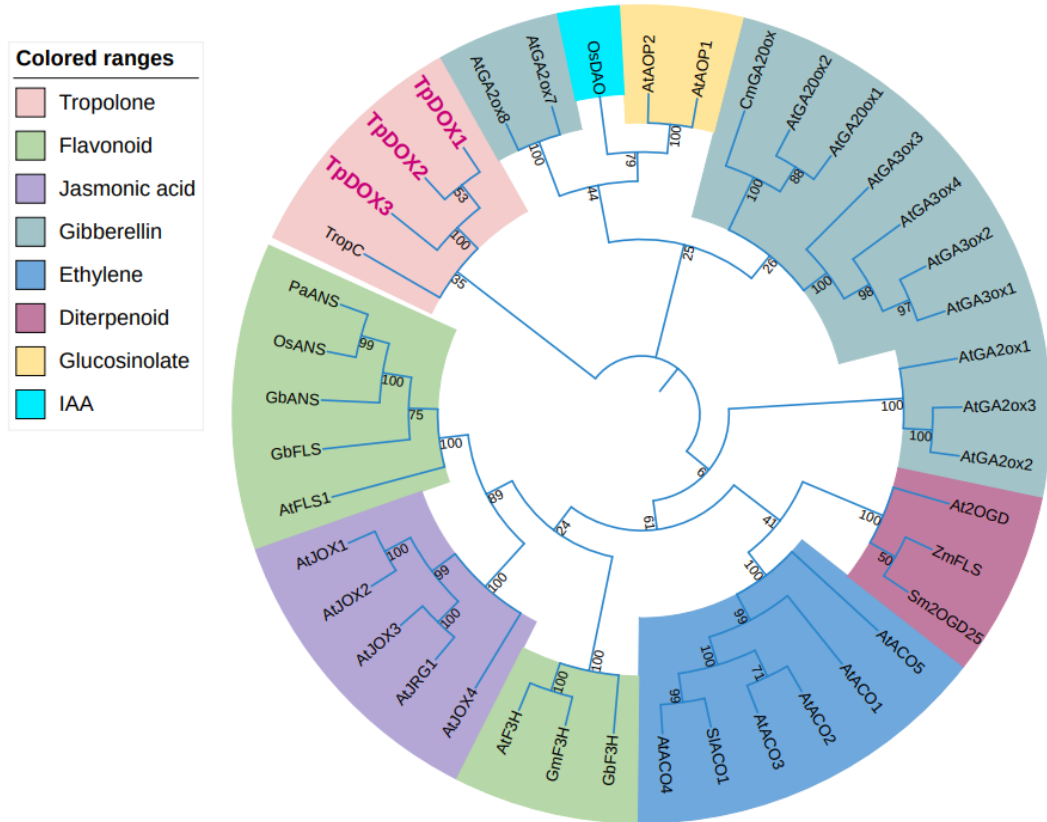 Colored ranges
Tropolone
Flavonoid
Jasmonic acid
Gibberellin
Ethylene
Diterpenoid
Glucosinolate
IAA
TropC
TpDOX3
TpDOX2
TpDOX1
AtGA2ox8
AtGA2ox7
OsDAO
AtAOP2
AtAOP1
CmGA20ox
AtGA20ox2
AtGA20ox1
AtGA3ox3
AtGA3ox4
AtGA3ox2
AtGA3ox1
AtGA2ox1
AtGA2ox3
AtGA2ox2
At2OGD
ZmFLS
Sm2OGD25
AtACO5
AtACO1
AtACO2
AtACO3
SlACO1
AtACO4
GbF3H
GmF3H
AtF3H
AtJOX4
AtJRG1
AtJOX3
AtJOX2
AtJOX1
AtFLS1
GbFLS
GbANS
OsANS
PaANS
35
100
53
100
44
79
100
25
26
100
88
100
98
97
100
100
6
61
41
100
50
100
99
100
71
99
24
100
100
89
100
99
100
100
100
75
100
99